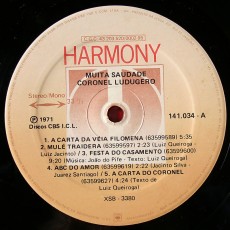 HARMONY
MUITA SAUDADE
CORONEL LUDUGERO
Stereo Mono
℗ 1971
Discos CBS I.C.L.
141.034 - A
1. A CARTA DA VÉIA FILOMENA (63599589) 5:35
2. MULÉ TRAIDERA (63599597) 2:23 (Luiz Queiroga
Luiz Jacinto) / 3. FESTA DO CASAMENTO (63599600)
9:20 (Música: João do Pife - Texto: Luiz Queiroga)
4. ABC DO AMOR (63599619) 2:22 (Jacinto Silva -
Juarez Santiago) / 5. A CARTA DO CORONEL
(63599627) 4:24 (Texto de
Luiz Queiroga)
XSB - 3380